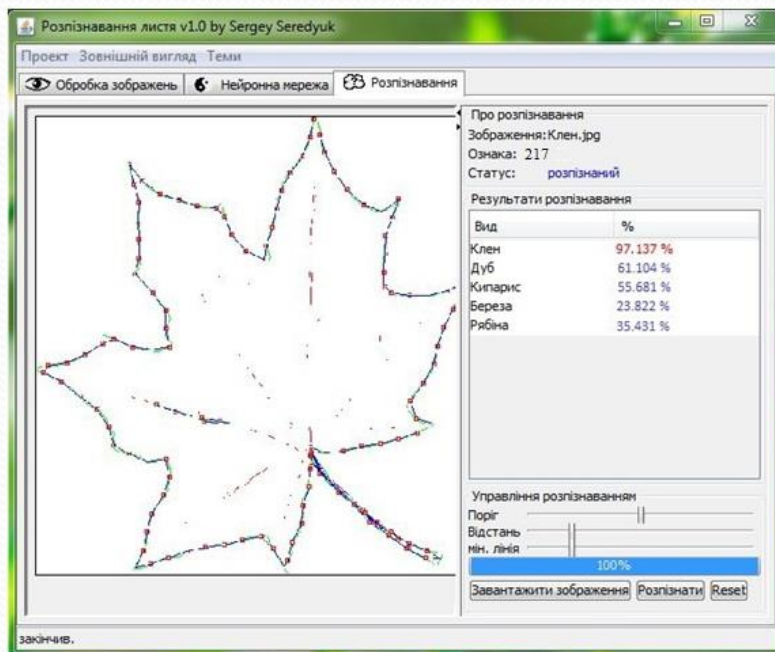 Розпізнавання листя v1.0 by Sergey Seredyuk
Проект Зовнішній вигляд Теми
Обробка зображень Нейронна мережа Розпізнавання
Про розпізнавання
Зображення: Клен.jpg
Ознака: 217
Статус: розпізнаний
Результати розпізнавання
Вид %
Клен 97.137 %
Дуб 61.104 %
Кипарис 55.681 %
Береза 23.822 %
Рябіна 35.431 %
Управління розпізнаванням
Поріг
Відстань
мін. лінія
100%
Завантажити зображення Розпізнати Reset
закінчив.